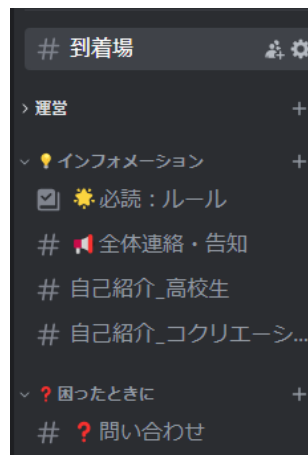 # 到着場
運営
💡インフォメーション
🌟必読：ルール
# 📢全体連絡・告知
# 自己紹介_高校生
# 自己紹介_コクリエーシ...
❓困ったときに
# ❓問い合わせ